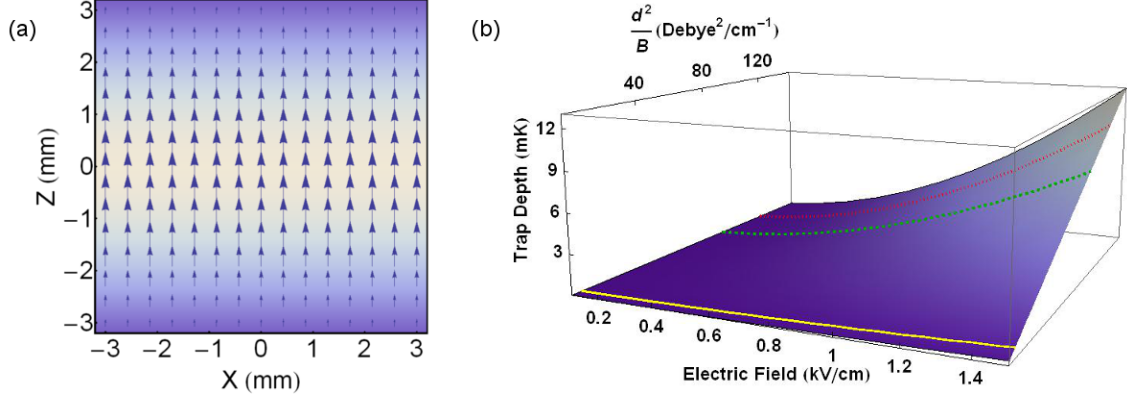 (a)
3
2
1
0
−1
−2
−3
Z (mm)
−3 −2 −1 0 1 2 3
X (mm)
(b)
d²/B (Debye²/cm⁻¹)
40 80 120
Trap Depth (mK)
12
9
6
3
0.2 0.4 0.6 0.8 1 1.2 1.4
Electric Field (kV/cm)